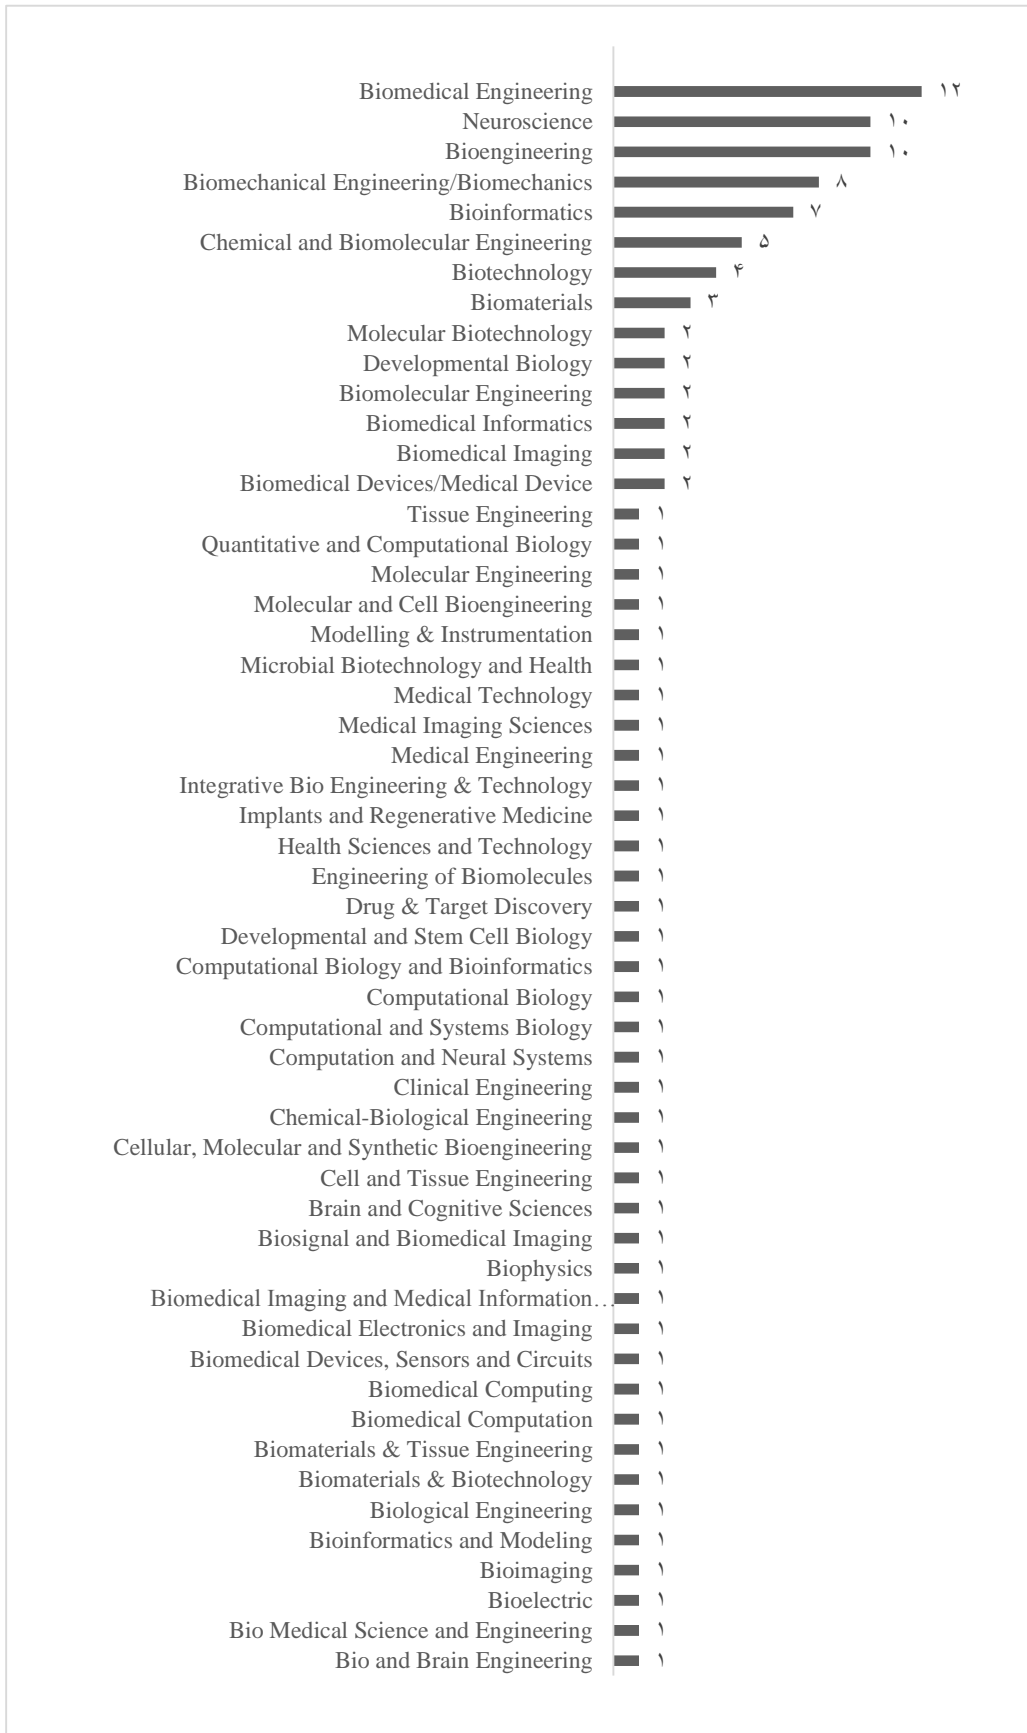 Biomedical Engineering ۱۲
Neuroscience ۱۰
Bioengineering ۱۰
Biomechanical Engineering/Biomechanics ۸
Bioinformatics ۷
Chemical and Biomolecular Engineering ۵
Biotechnology ۴
Biomaterials ۳
Molecular Biotechnology ۲
Developmental Biology ۲
Biomolecular Engineering ۲
Biomedical Informatics ۲
Biomedical Imaging ۲
Biomedical Devices/Medical Device ۲
Tissue Engineering ۱
Quantitative and Computational Biology ۱
Molecular Engineering ۱
Molecular and Cell Bioengineering ۱
Modelling & Instrumentation ۱
Microbial Biotechnology and Health ۱
Medical Technology ۱
Medical Imaging Sciences ۱
Medical Engineering ۱
Integrative Bio Engineering & Technology ۱
Implants and Regenerative Medicine ۱
Health Sciences and Technology ۱
Engineering of Biomolecules ۱
Drug & Target Discovery ۱
Developmental and Stem Cell Biology ۱
Computational Biology and Bioinformatics ۱
Computational Biology ۱
Computational and Systems Biology ۱
Computation and Neural Systems ۱
Clinical Engineering ۱
Chemical-Biological Engineering ۱
Cellular, Molecular and Synthetic Bioengineering ۱
Cell and Tissue Engineering ۱
Brain and Cognitive Sciences ۱
Biosignal and Biomedical Imaging ۱
Biophysics ۱
Biomedical Imaging and Medical Information… ۱
Biomedical Electronics and Imaging ۱
Biomedical Devices, Sensors and Circuits ۱
Biomedical Computing ۱
Biomedical Computation ۱
Biomaterials & Tissue Engineering ۱
Biomaterials & Biotechnology ۱
Biological Engineering ۱
Bioinformatics and Modeling ۱
Bioimaging ۱
Bioelectric ۱
Bio Medical Science and Engineering ۱
Bio and Brain Engineering ۱